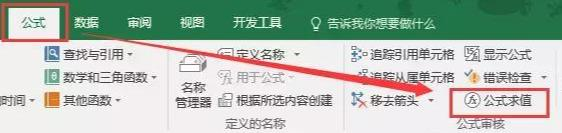 公式 数据 审阅 视图 开发工具 告诉我你想要做什么
查找与引用 定义名称 追踪引用单元格 显示公式
数学和三角函数 名称 管理器 用于公式 追踪从属单元格 错误检查
时间 其他函数 根据所选内容创建 移去箭头 公式求值
定义的名称 公式审核